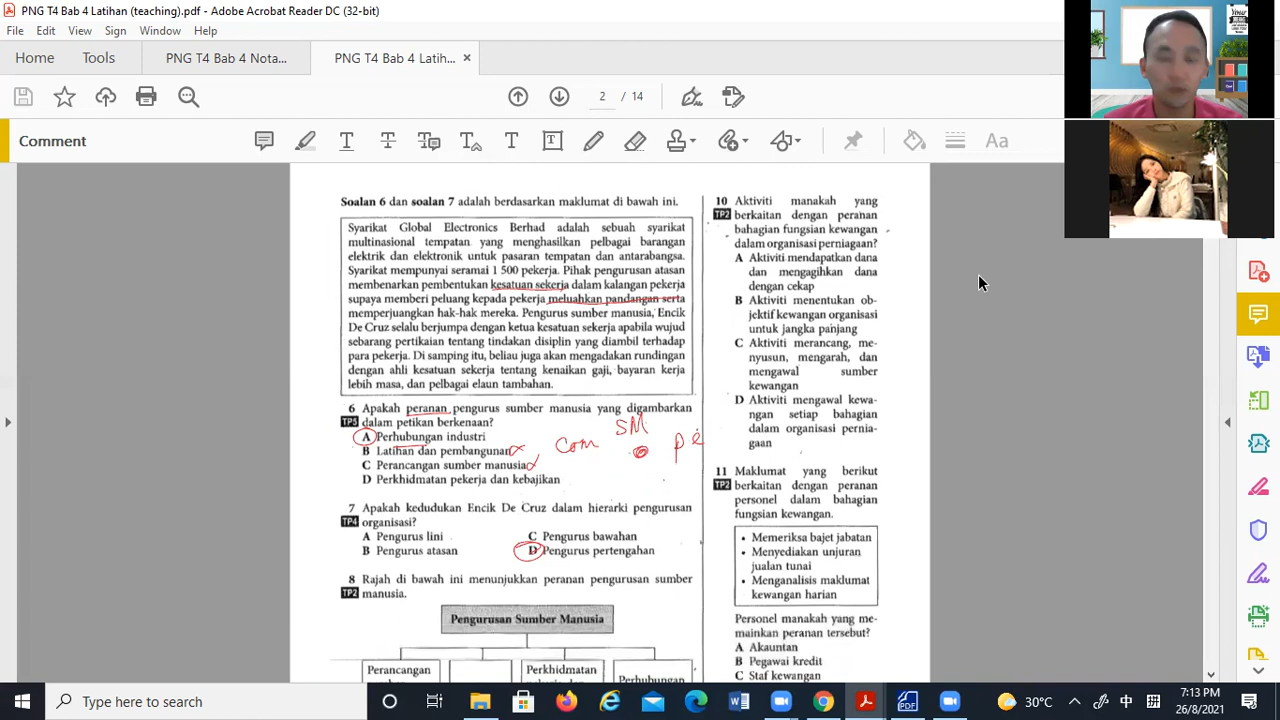 PNG T4 Bab 4 Latihan (teaching).pdf - Adobe Acrobat Reader DC (32-bit)
File Edit View Sign Window Help
Home Tools PNG T4 Bab 4 Nota... PNG T4 Bab 4 Latih... ×
2 / 14
Comment
Aa
Soalan 6 dan soalan 7 adalah berdasarkan maklumat di bawah ini.
Syarikat Global Electronics Berhad adalah sebuah syarikat
multinasional tempatan yang menghasilkan pelbagai barangan
elektrik dan elektronik untuk pasaran tempatan dan antarabangsa.
Syarikat mempunyai seramai 1 500 pekerja. Pihak pengurusan atasan
membenarkan pembentukan kesatuan sekerja dalam kalangan pekerja
supaya memberi peluang kepada pekerja meluahkan pandangan serta
memperjuangkan hak-hak mereka. Pengurus sumber manusia, Encik
De Cruz selalu berjumpa dengan ketua kesatuan sekerja apabila wujud
sebarang pertikaian tentang tindakan disiplin yang diambil terhadap
para pekerja. Di samping itu, beliau juga akan mengadakan rundingan
dengan ahli kesatuan sekerja tentang kenaikan gaji, bayaran kerja
lebih masa, dan pelbagai elaun tambahan.
6 Apakah peranan pengurus sumber manusia yang digambarkan
TP5 dalam petikan berkenaan?
A Perhubungan industri
B Latihan dan pembangunan
C Perancangan sumber manusia
D Perkhidmatan pekerja dan kebajikan
Com SM
7 Apakah kedudukan Encik De Cruz dalam hierarki pengurusan
TP4 organisasi?
A Pengurus lini C Pengurus bawahan
B Pengurus atasan D Pengurus pertengahan
8 Rajah di bawah ini menunjukkan peranan pengurusan sumber
TP2 manusia.
Pengurusan Sumber Manusia
Perancangan Perkhidmatan Perhubungan
10 Aktiviti manakah yang
TP2 berkaitan dengan peranan
bahagian fungsian kewangan
dalam organisasi perniagaan?
A Aktiviti mendapatkan dana
dan mengagihkan dana
dengan cekap
B Aktiviti menentukan ob-
jektif kewangan organisasi
untuk jangka panjang
C Aktiviti merancang, me-
nyusun, mengarah, dan
mengawal sumber
kewangan
D Aktiviti mengawal kewa-
ngan setiap bahagian
dalam organisasi pernia-
gaan
11 Maklumat yang berikut
TP2 berkaitan dengan peranan
personel dalam bahagian
fungsian kewangan.
• Memeriksa bajet jabatan
• Menyediakan unjuran
jualan tunai
• Menganalisis maklumat
kewangan harian
Personel manakah yang me-
mainkan peranan tersebut?
A Akauntan
B Pegawai kredit
C Staf kewangan
Type here to search
30°C
中
拼
7:13 PM
26/8/2021